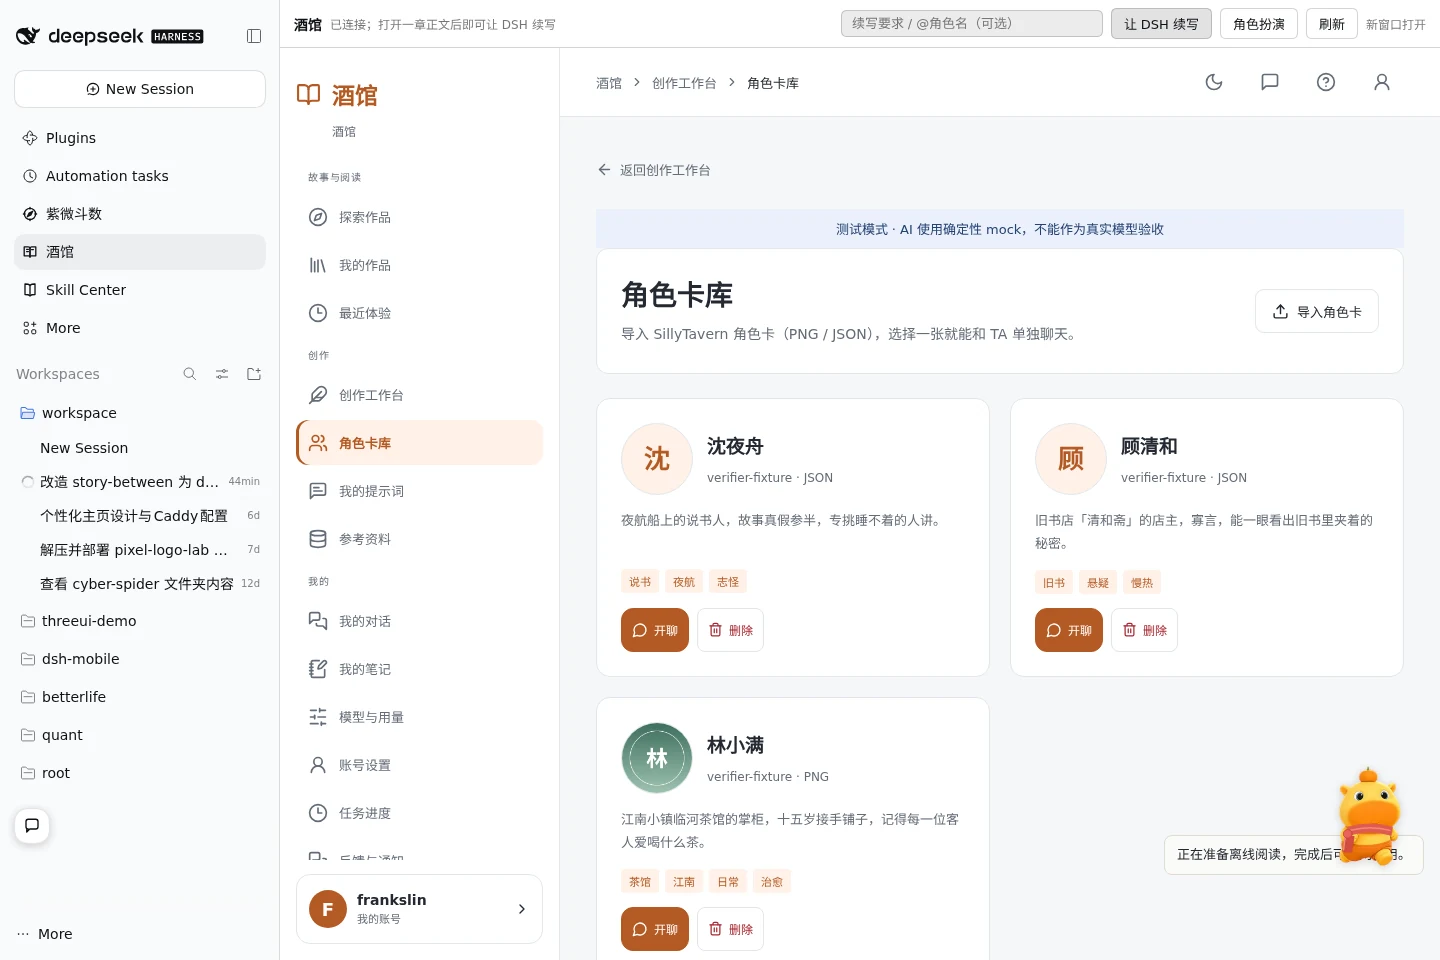 deepseek HARNESS
New Session
Plugins
Automation tasks
紫微斗数
酒馆
Skill Center
More
Workspaces
workspace
New Session
改造 story-between 为 d... 44min
个性化主页设计与Caddy配置 6d
解压并部署 pixel-logo-lab ... 7d
查看 cyber-spider 文件夹内容 12d
threeui-demo
dsh-mobile
betterlife
quant
root
··· More
酒馆 已连接；打开一章正文后即可让 DSH 续写
续写要求 / @角色名（可选）
让 DSH 续写
角色扮演
刷新
新窗口打开
酒馆
酒馆
故事与阅读
探索作品
我的作品
最近体验
创作
创作工作台
角色卡库
我的提示词
参考资料
我的
我的对话
我的笔记
模型与用量
账号设置
任务进度
反馈与通知
F
frankslin
我的账号
酒馆 > 创作工作台 > 角色卡库
返回创作工作台
测试模式 · AI 使用确定性 mock，不能作为真实模型验收
角色卡库
导入 SillyTavern 角色卡（PNG / JSON），选择一张就能和 TA 单独聊天。
导入角色卡
沈
沈夜舟
verifier-fixture · JSON
夜航船上的说书人，故事真假参半，专挑睡不着的人讲。
说书 夜航 志怪
开聊 删除
顾
顾清和
verifier-fixture · JSON
旧书店「清和斋」的店主，寡言，能一眼看出旧书里夹着的
秘密。
旧书 悬疑 慢热
开聊 删除
林
林小满
verifier-fixture · PNG
江南小镇临河茶馆的掌柜，十五岁接手铺子，记得每一位客
人爱喝什么茶。
茶馆 江南 日常 治愈
开聊 删除
正在准备离线阅读，完成后可 用。